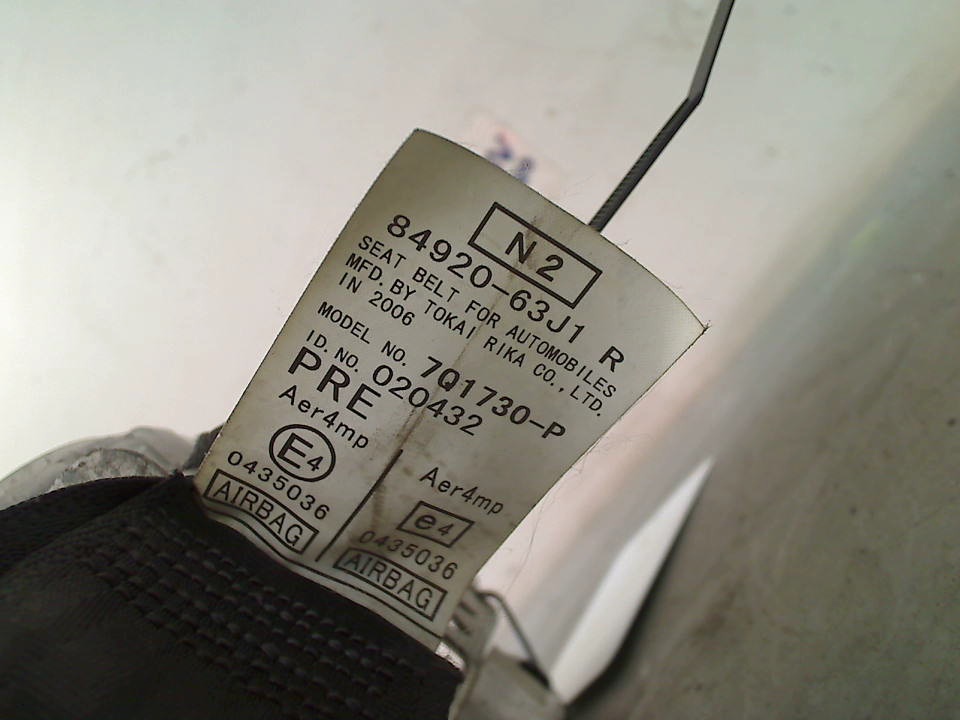 N2
84920-63J1 R
SEAT BELT FOR AUTOMOBILES
MFD. BY TOKAI RIKA CO., LTD.
IN 2006
MODEL NO. 7Q1730-P
ID. NO. 020432
PRE
Aer4mp
E4
0435036
AIRBAG
Aer4mp
e4
0435036
AIRBAG